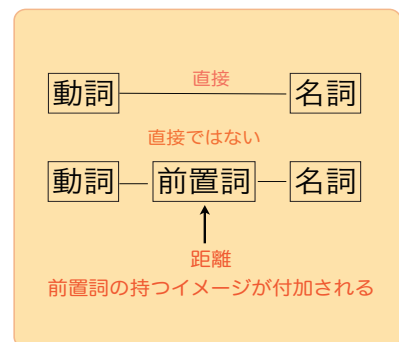 直接
動詞 名詞
直接ではない
動詞 前置詞 名詞
距離
前置詞の持つイメージが付加される